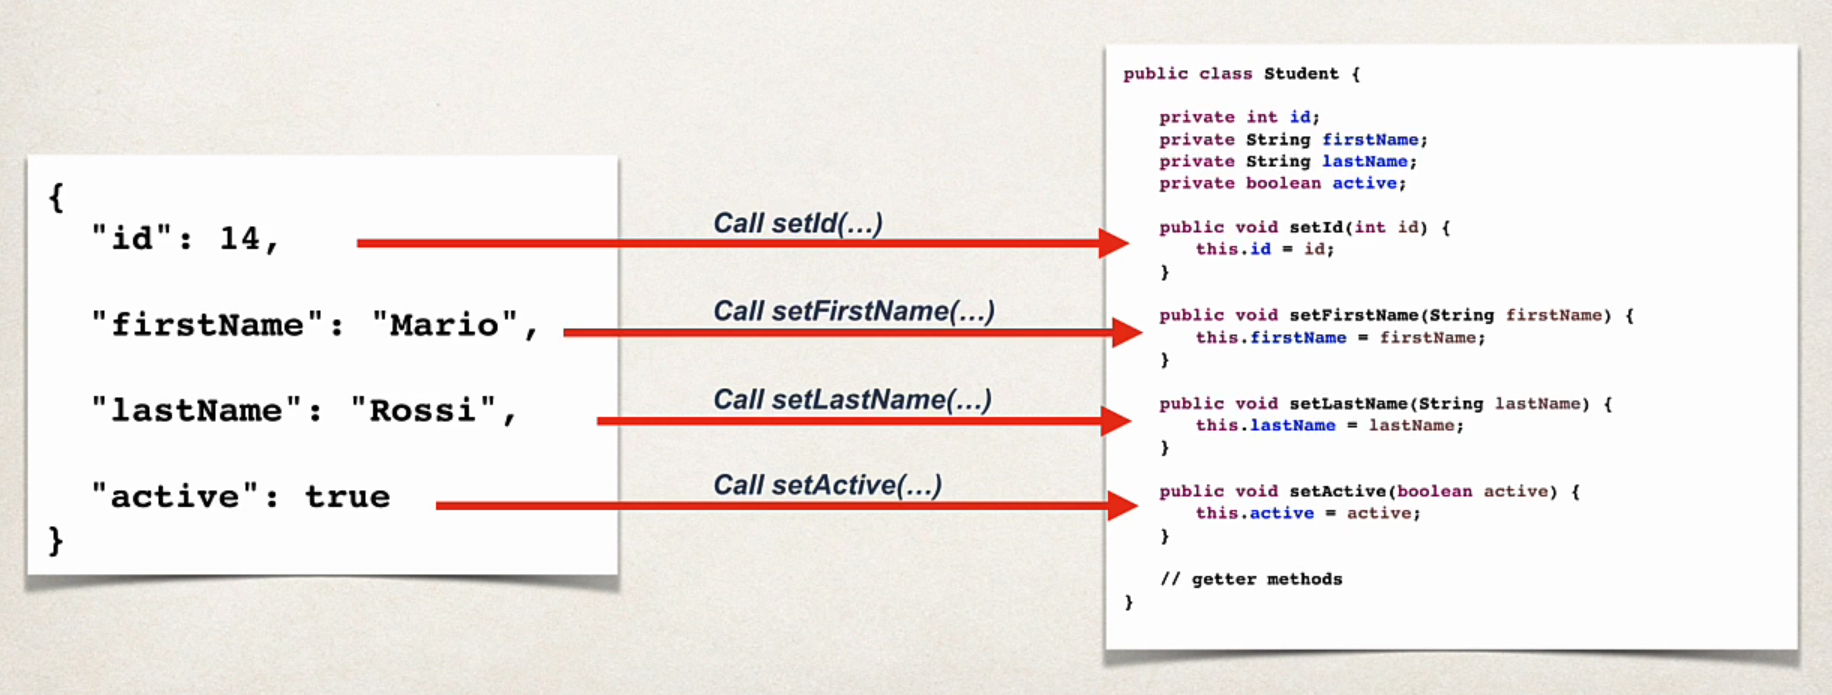 {
"id": 14,
"firstName": "Mario",
"lastName": "Rossi",
"active": true
}
Call setId(...)
Call setFirstName(...)
Call setLastName(...)
Call setActive(...)
public class Student {
private int id;
private String firstName;
private String lastName;
private boolean active;
public void setId(int id) {
this.id = id;
}
public void setFirstName(String firstName) {
this.firstName = firstName;
}
public void setLastName(String lastName) {
this.lastName = lastName;
}
public void setActive(boolean active) {
this.active = active;
}
// getter methods
}